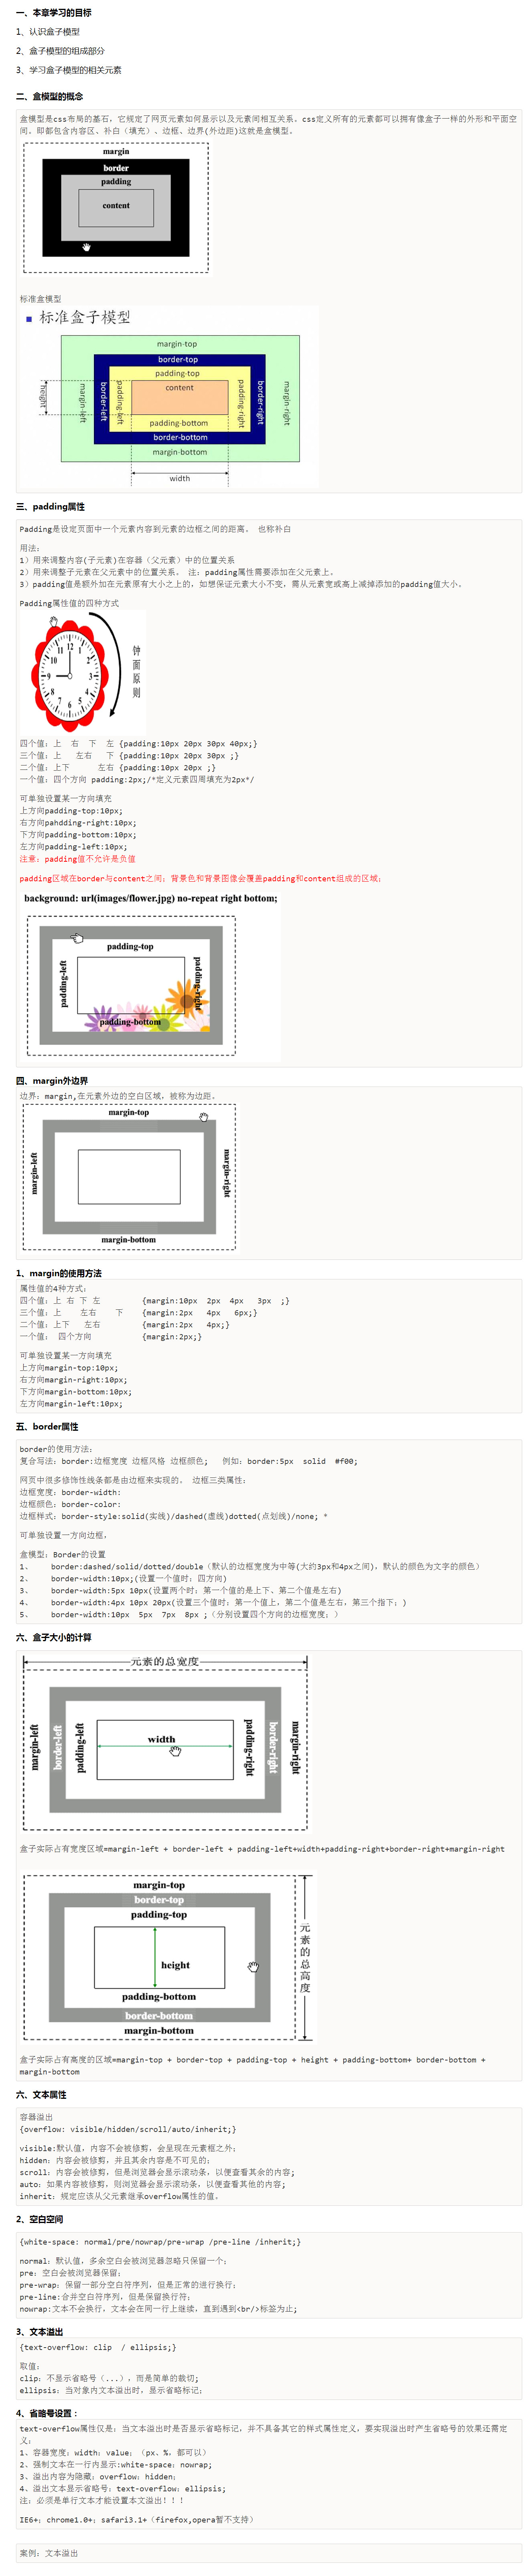 一、本章学习的目标
1、认识盒子模型
2、盒子模型的组成部分
3、学习盒子模型的相关元素
二、盒模型的概念
盒模型是css布局的基石，它规定了网页元素如何显示以及元素间相互关系。css定义所有的元素都可以拥有像盒子一样的外形和平面空
间。即都包含内容区、补白（填充）、边框、边界(外边距)这就是盒模型。
margin
border
padding
content
标准盒模型
标准盒子模型
margin-top
border-top
padding-top
content
height
margin-left
border-left
padding-left
padding-right
border-right
margin-right
padding-bottom
border-bottom
margin-bottom
width
三、padding属性
Padding是设定页面中一个元素内容到元素的边框之间的距离。 也称补白
用法：
1）用来调整内容(子元素)在容器（父元素）中的位置关系
2）用来调整子元素在父元素中的位置关系。 注：padding属性需要添加在父元素上。
3）padding值是额外加在元素原有大小之上的，如想保证元素大小不变，需从元素宽或高上减掉添加的padding值大小。
Padding属性值的四种方式
12
1
2
3
4
5
6
7
8
9
10
11
钟面原则
四个值：上 右 下 左 {padding:10px 20px 30px 40px;}
三个值：上 左右 下 {padding:10px 20px 30px ;}
二个值：上下 左右 {padding:10px 20px ;}
一个值：四个方向 padding:2px;/*定义元素四周填充为2px*/
可单独设置某一方向填充
上方向padding-top:10px;
右方向pahdding-right:10px;
下方向padding-bottom:10px;
左方向padding-left:10px;
注意：padding值不允许是负值
padding区域在border与content之间；背景色和背景图像会覆盖padding和content组成的区域；
background: url(images/flower.jpg) no-repeat right bottom;
padding-top
padding-left
padding-right
padding-bottom
四、margin外边界
边界：margin,在元素外边的空白区域，被称为边距。
margin-top
margin-left
margin-right
margin-bottom
1、margin的使用方法
属性值的4种方式：
四个值：上 右 下 左 {margin:10px 2px 4px 3px ;}
三个值：上 左右 下 {margin:2px 4px 6px;}
二个值：上下 左右 {margin:2px 4px;}
一个值： 四个方向 {margin:2px;}
可单独设置某一方向填充
上方向margin-top:10px;
右方向margin-right:10px;
下方向margin-bottom:10px;
左方向margin-left:10px;
五、border属性
border的使用方法：
复合写法：border:边框宽度 边框风格 边框颜色; 例如：border:5px solid #f00;
网页中很多修饰性线条都是由边框来实现的。 边框三类属性：
边框宽度：border-width:
边框颜色：border-color:
边框样式：border-style:solid(实线)/dashed(虚线)dotted(点划线)/none; *
可单独设置一方向边框，
盒模型：Border的设置
1、 border:dashed/solid/dotted/double（默认的边框宽度为中等(大约3px和4px之间)，默认的颜色为文字的颜色）
2、 border-width:10px;(设置一个值时：四方向)
3、 border-width:5px 10px(设置两个时；第一个值的是上下、第二个值是左右)
4、 border-width:4px 10px 20px(设置三个值时：第一个值上，第二个值是左右，第三个指下；)
5、 border-width:10px 5px 7px 8px ;（分别设置四个方向的边框宽度；）
六、盒子大小的计算
元素的总宽度
margin-left
border-left
padding-left
width
padding-right
border-right
margin-right
盒子实际占有宽度区域=margin-left + border-left + padding-left+width+padding-right+border-right+margin-right
margin-top
border-top
padding-top
height
padding-bottom
border-bottom
margin-bottom
元素的总高度
盒子实际占有高度的区域=margin-top + border-top + padding-top + height + padding-bottom+ border-bottom +
margin-bottom
六、文本属性
容器溢出
{overflow: visible/hidden/scroll/auto/inherit;}
visible:默认值，内容不会被修剪，会呈现在元素框之外；
hidden：内容会被修剪，并且其余内容是不可见的；
scroll：内容会被修剪，但是浏览器会显示滚动条，以便查看其余的内容；
auto：如果内容被修剪，则浏览器会显示滚动条，以便查看其他的内容；
inherit：规定应该从父元素继承overflow属性的值。
2、空白空间
{white-space: normal/pre/nowrap/pre-wrap /pre-line /inherit;}
normal：默认值，多余空白会被浏览器忽略只保留一个；
pre：空白会被浏览器保留；
pre-wrap：保留一部分空白符序列，但是正常的进行换行；
pre-line:合并空白符序列，但是保留换行符；
nowrap:文本不会换行，文本会在同一行上继续，直到遇到<br/>标签为止;
3、文本溢出
{text-overflow: clip / ellipsis;}
取值：
clip：不显示省略号（...），而是简单的裁切;
ellipsis：当对象内文本溢出时，显示省略标记；
4、省略号设置：
text-overflow属性仅是：当文本溢出时是否显示省略标记，并不具备其它的样式属性定义，要实现溢出时产生省略号的效果还需定
义：
1、容器宽度：width：value；（px、%，都可以）
2、强制文本在一行内显示:white-space：nowrap;
3、溢出内容为隐藏：overflow：hidden；
4、溢出文本显示省略号：text-overflow：ellipsis;
注：必须是单行文本才能设置本文溢出！！！
IE6+；chrome1.0+；safari3.1+（firefox,opera暂不支持）
案例：文本溢出